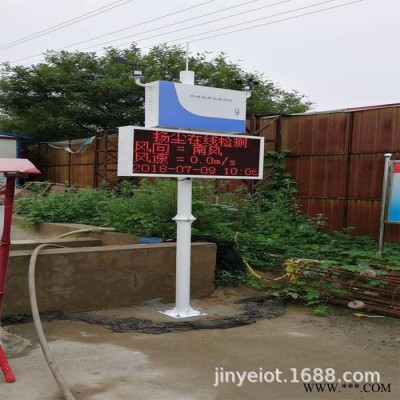 扬尘在线检测
风向 = 南风
风速 = 0.0m/s
2018-07-09 10:06
jinyeiot.1688.com
www.***.com